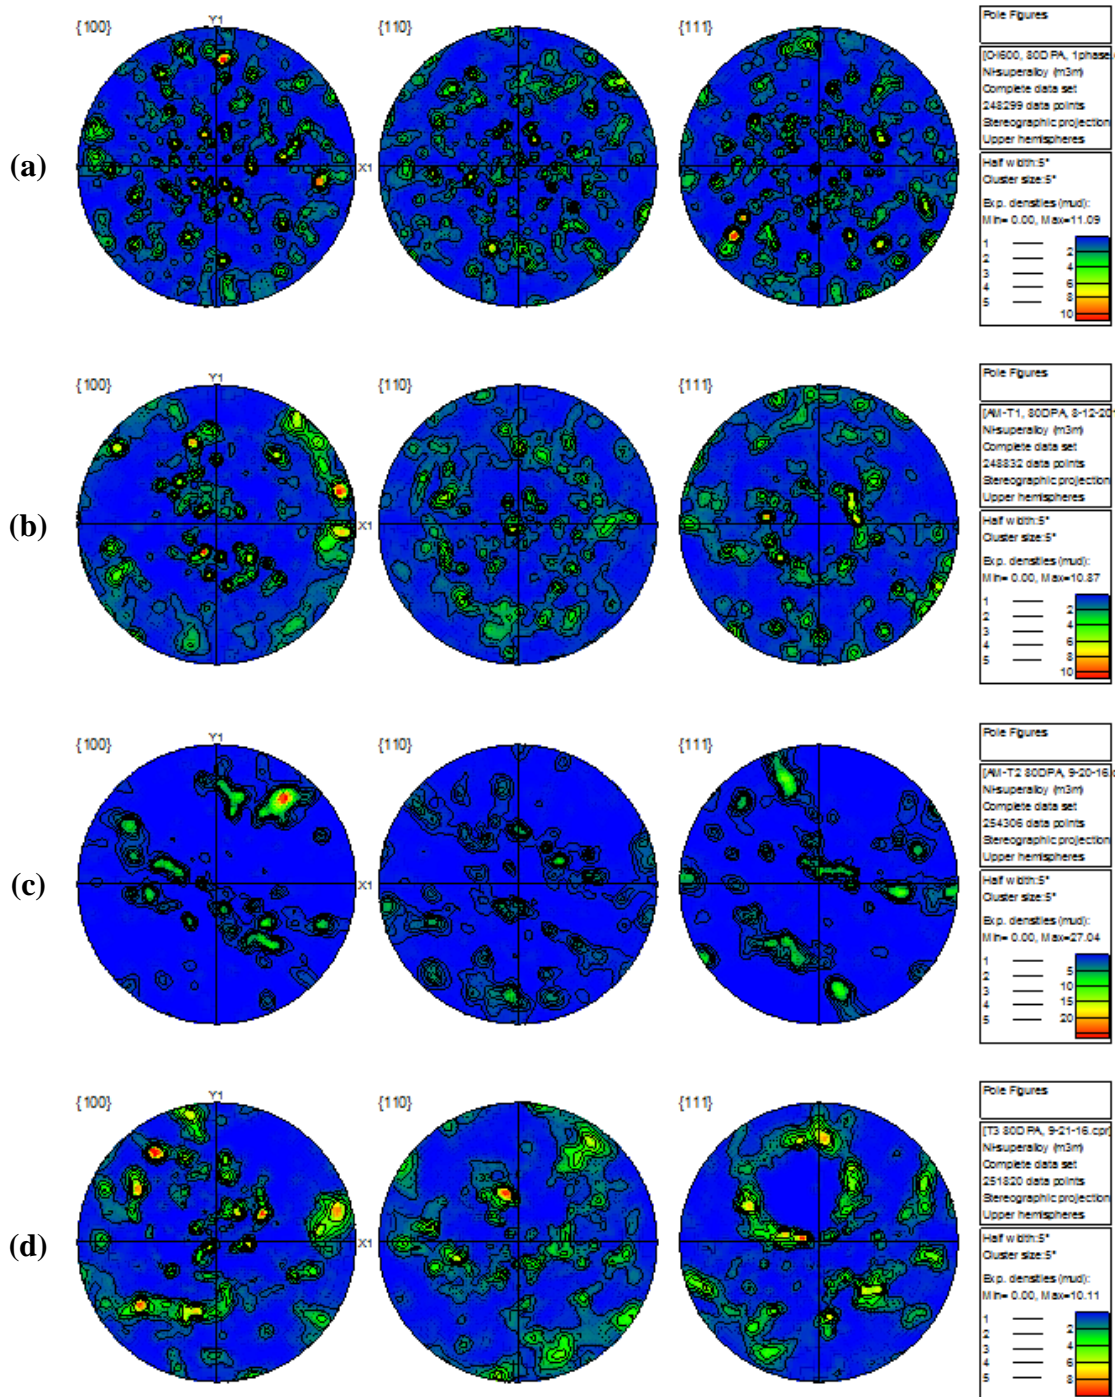 {100}
Y1
{110}
{111}
(a)
X1
Pole Figures
[OI600, 80DPA, 1phase.
Ni-superalloy (m3m)
Complete data set
248299 data points
Stereographic projection
Upper hemispheres
Half width:5°
Cluster size:5°
Exp. densities (mud):
Min= 0.00, Max=11.09
1
2
3
4
5
2
4
6
8
10
{100}
Y1
{110}
{111}
(b)
X1
Pole Figures
[AM-T1, 80DPA, 8-12-201
Ni-superalloy (m3m)
Complete data set
248832 data points
Stereographic projection
Upper hemispheres
Half width:5°
Cluster size:5°
Exp. densities (mud):
Min= 0.00, Max=10.87
1
2
3
4
5
2
4
6
8
10
{100}
Y1
{110}
{111}
(c)
X1
Pole Figures
[AM-T2 80DPA, 9-20-16.c
Ni-superalloy (m3m)
Complete data set
254306 data points
Stereographic projection
Upper hemispheres
Half width:5°
Cluster size:5°
Exp. densities (mud):
Min= 0.00, Max=27.04
1
2
3
4
5
5
10
15
20
{100}
Y1
{110}
{111}
(d)
X1
Pole Figures
[T3 80DPA, 9-21-16.cpr]
Ni-superalloy (m3m)
Complete data set
251820 data points
Stereographic projection
Upper hemispheres
Half width:5°
Cluster size:5°
Exp. densities (mud):
Min= 0.00, Max=10.11
1
2
3
4
5
2
4
6
8